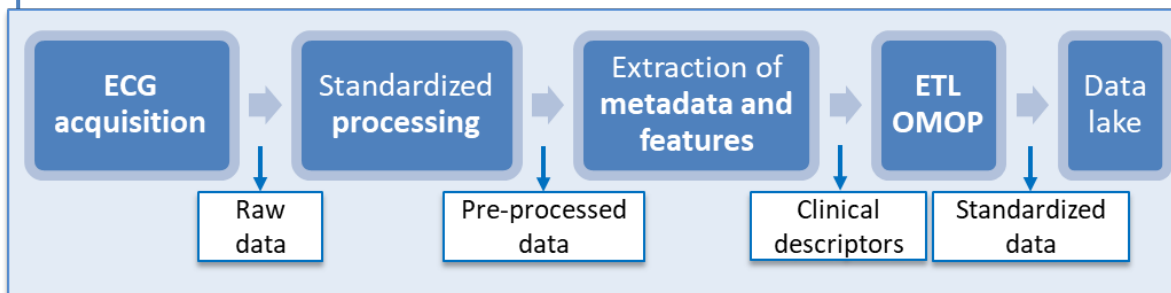 ECG
acquisition
Standardized
processing
Extraction of
metadata and
features
ETL
OMOP
Data
lake
Raw
data
Pre-processed
data
Clinical
descriptors
Standardized
data